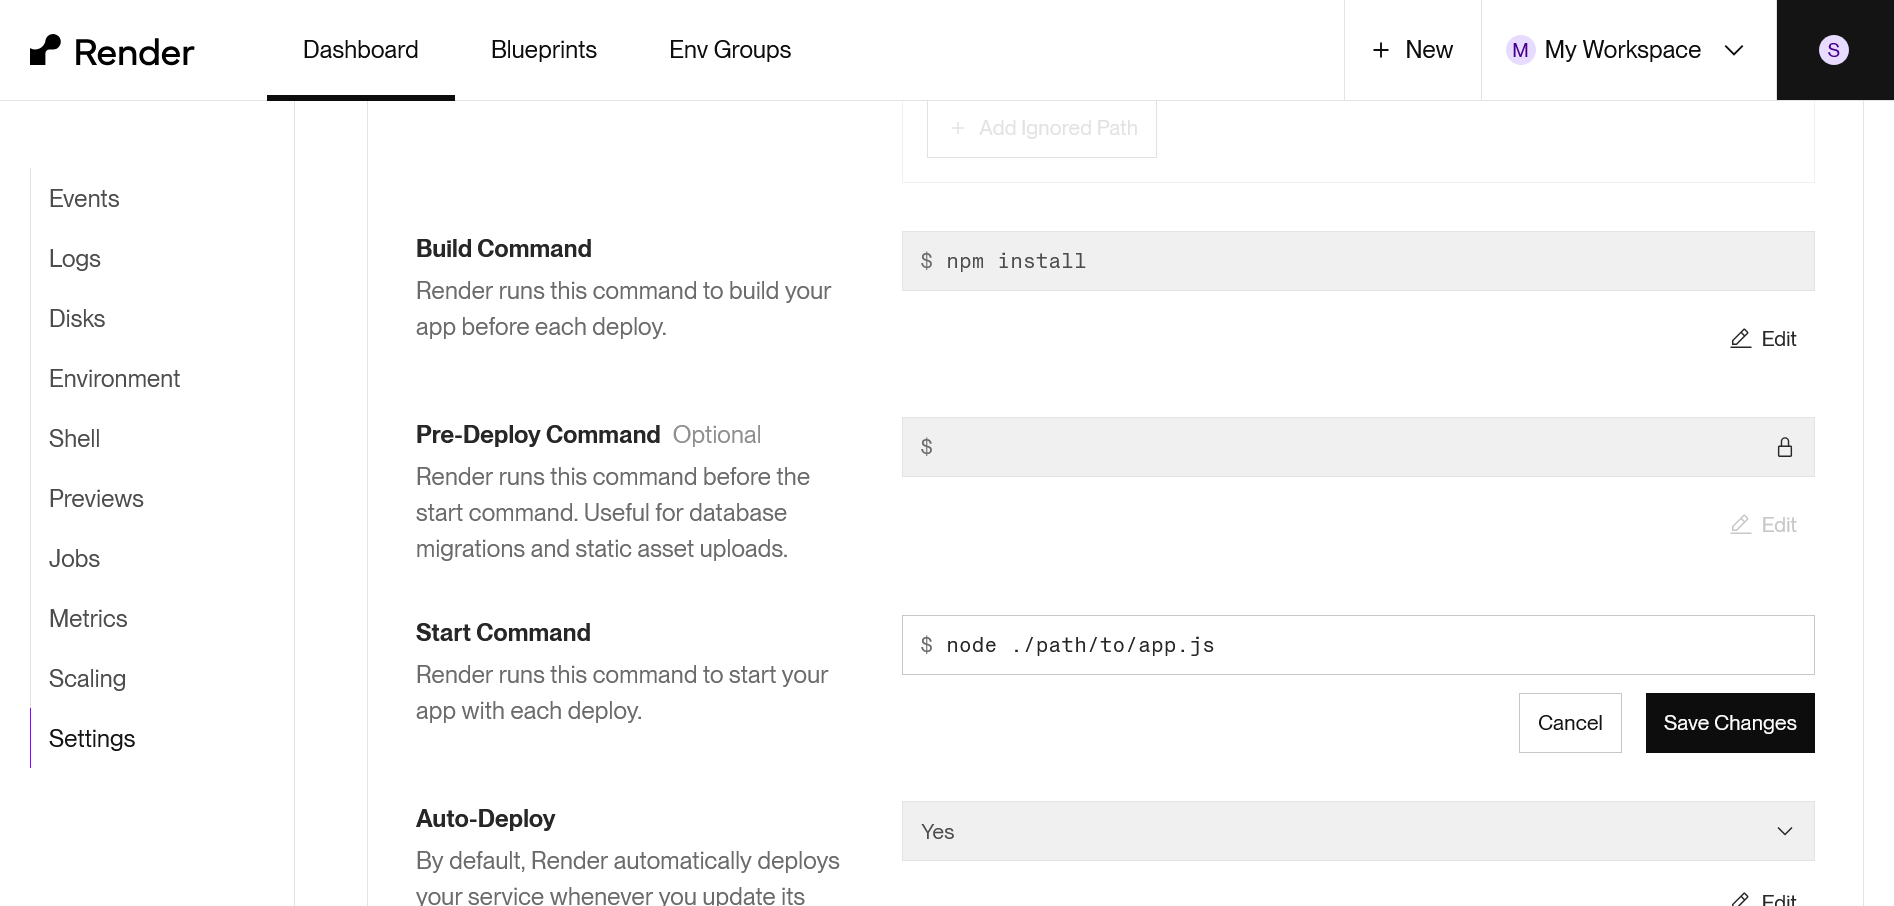 Render
Dashboard
Blueprints
Env Groups
+ New
M My Workspace
S
Events
Logs
Disks
Environment
Shell
Previews
Jobs
Metrics
Scaling
Settings
+ Add Ignored Path
Build Command
Render runs this command to build your
app before each deploy.
$ npm install
Edit
Pre-Deploy Command Optional
Render runs this command before the
start command. Useful for database
migrations and static asset uploads.
$
Edit
Start Command
Render runs this command to start your
app with each deploy.
$ node ./path/to/app.js
Cancel
Save Changes
Auto-Deploy
By default, Render automatically deploys
your service whenever you update its
Yes
Edit